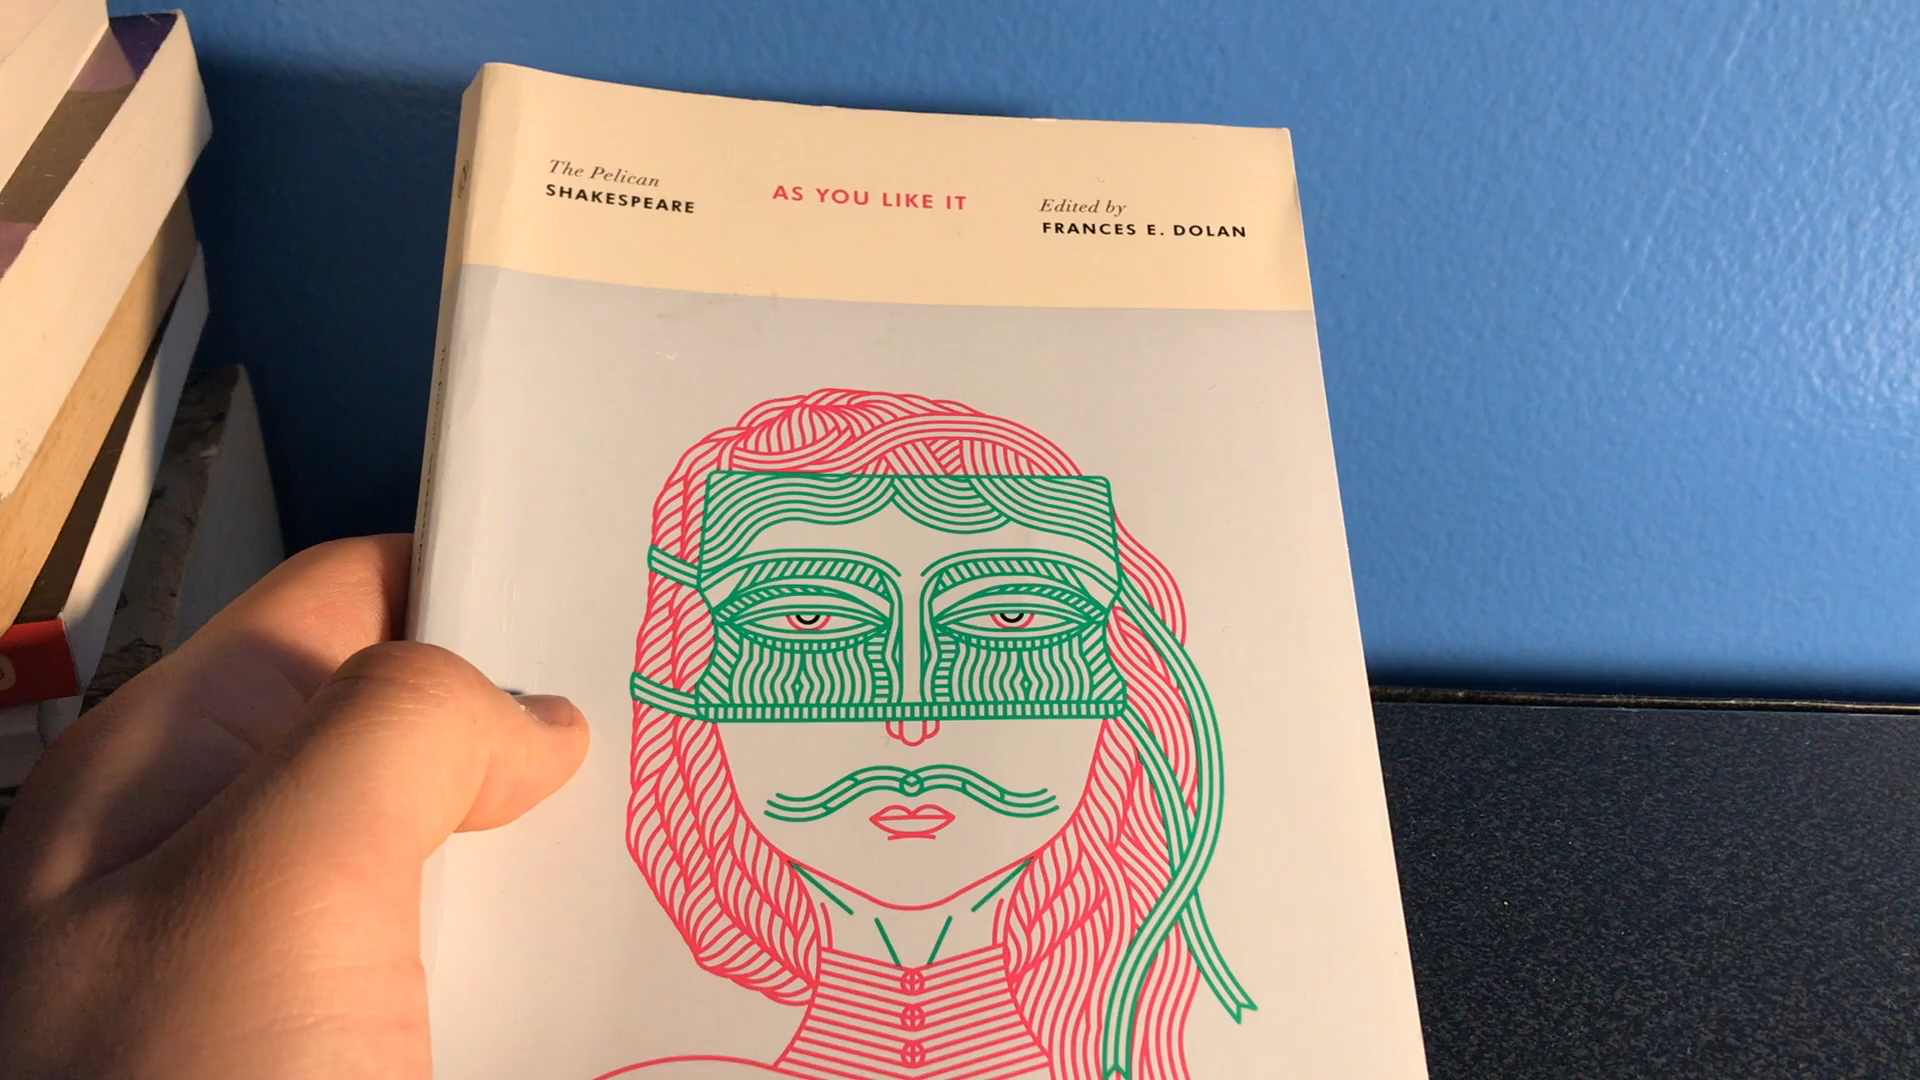 The Pelican
SHAKESPEARE
AS YOU LIKE IT
Edited by
FRANCES E. DOLAN